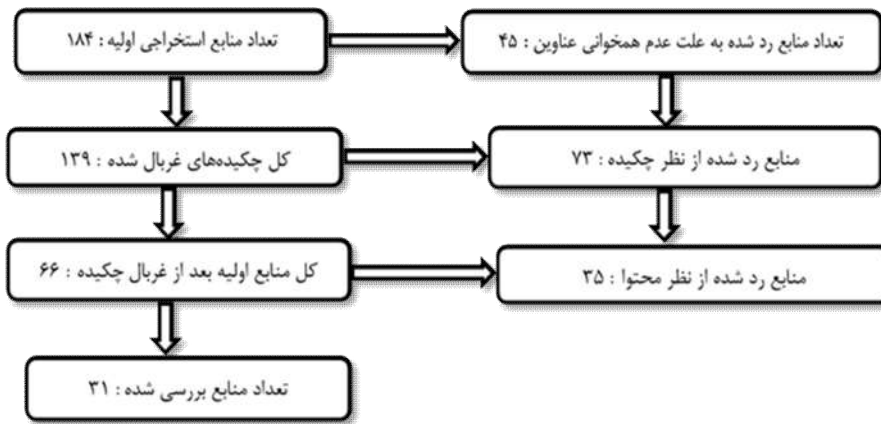 تعداد منابع استخراجی اولیه : ۱۸۴
تعداد منابع رد شده به علت عدم همخوانی عناوین : ۴۵
کل چکیده‌های غربال شده : ۱۳۹
منابع رد شده از نظر چکیده : ۷۳
کل منابع اولیه بعد از غربال چکیده : ۶۶
منابع رد شده از نظر محتوا : ۳۵
تعداد منابع بررسی شده : ۳۱